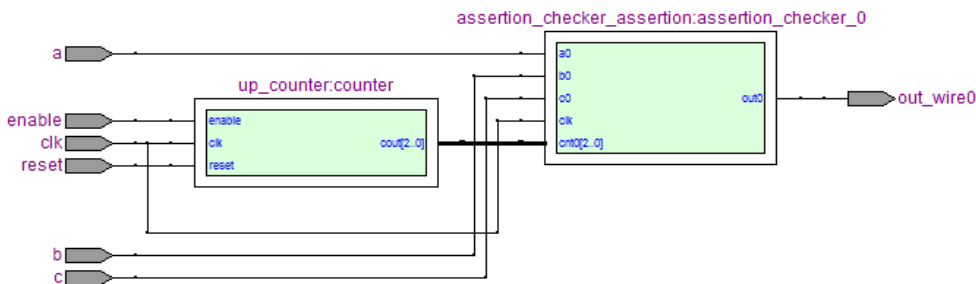 assertion_checker_assertion:assertion_checker_0
a
a0
b0
c0
clk
cnt0[2..0]
out0
out_wire0
up_counter:counter
enable
clk
reset
enable
clk
reset
cout[2..0]
b
c